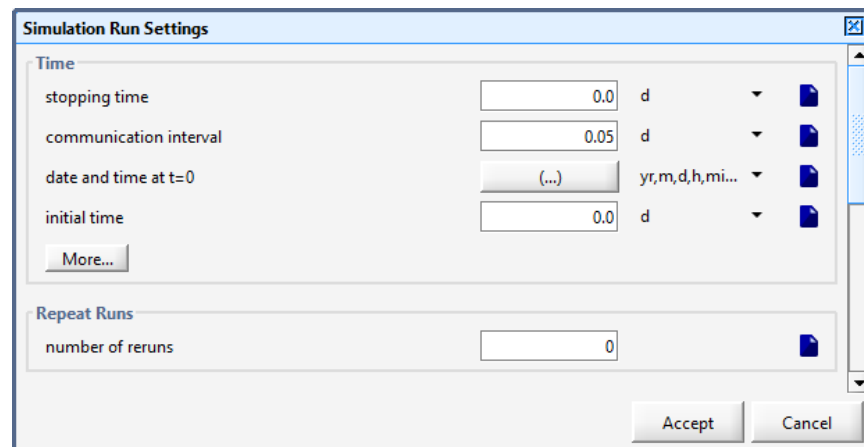 Simulation Run Settings
Time
stopping time 0.0 d
communication interval 0.05 d
date and time at t=0 (...) yr,m,d,h,mi...
initial time 0.0 d
More...
Repeat Runs
number of reruns 0
Accept Cancel